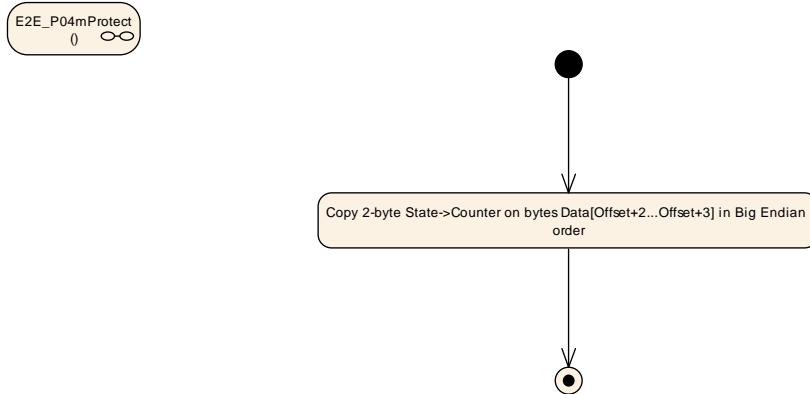 E2E_P04mProtect
()
Copy 2-byte State->Counter on bytes Data[Offset+2...Offset+3] in Big Endian
order